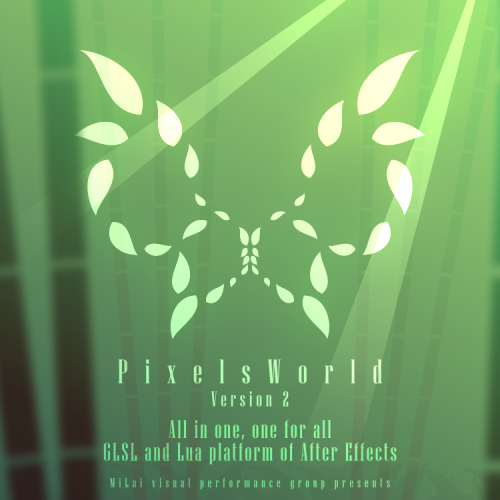 PixelsWorld
Version 2
All in one, one for all
GLSL and Lua platform of After Effects
MiLai visual performance group presents